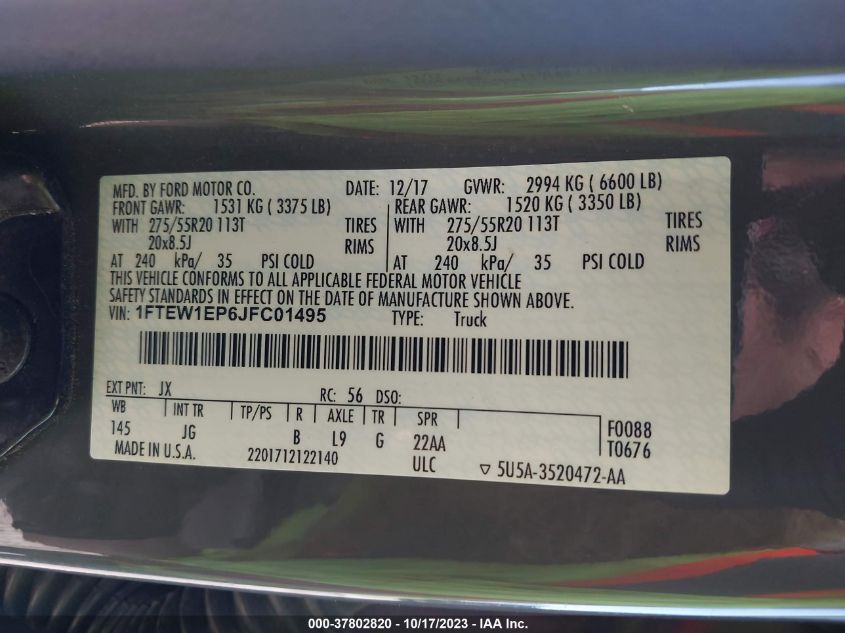 MFD. BY FORD MOTOR CO. DATE: 12/17 GVWR: 2994 KG ( 6600 LB)
FRONT GAWR: 1531 KG ( 3375 LB) REAR GAWR: 1520 KG ( 3350 LB)
WITH 275/55R20 113T TIRES WITH 275/55R20 113T TIRES
20x8.5J RIMS 20x8.5J RIMS
AT 240 kPa/ 35 PSI COLD AT 240 kPa/ 35 PSI COLD
THIS VEHICLE CONFORMS TO ALL APPLICABLE FEDERAL MOTOR VEHICLE
SAFETY STANDARDS IN EFFECT ON THE DATE OF MANUFACTURE SHOWN ABOVE.
VIN: 1FTEW1EP6JFC01495 TYPE: Truck
EXT PNT: JX RC: 56 DSO:
WB INT TR TP/PS R AXLE TR SPR F0088
145 JG B L9 G 22AA T0676
MADE IN U.S.A. 2201712122140 ULC ▽ 5U5A-3520472-AA
000-37802820 - 10/17/2023 - Copyright IAA, Inc.